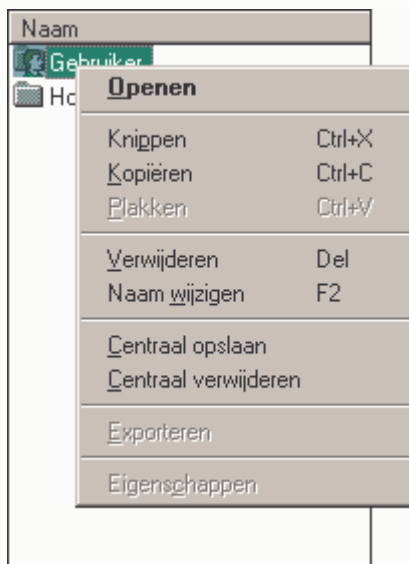 Naam
Gebruiker
Openen
Knippen Ctrl+X
Kopiëren Ctrl+C
Plakken Ctrl+V
Verwijderen Del
Naam wijzigen F2
Centraal opslaan
Centraal verwijderen
Exporteren
Eigenschappen